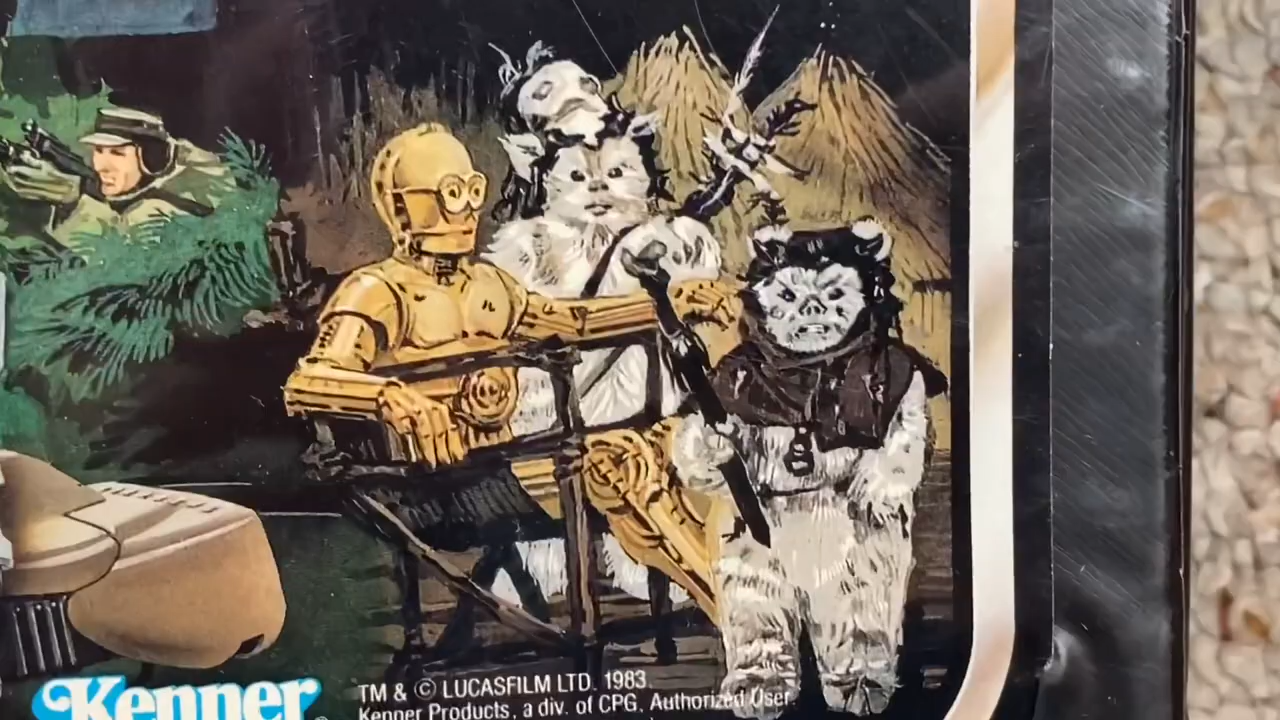 Kenner
TM & © LUCASFILM LTD. 1983
Kenner Products, a div. of CPG, Authorized User.